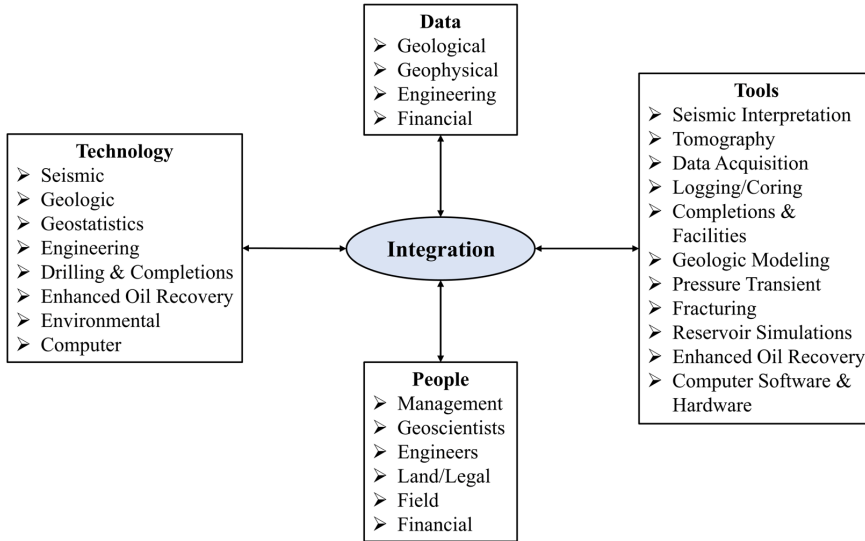 Data
➢ Geological
➢ Geophysical
➢ Engineering
➢ Financial
Technology
➢ Seismic
➢ Geologic
➢ Geostatistics
➢ Engineering
➢ Drilling & Completions
➢ Enhanced Oil Recovery
➢ Environmental
➢ Computer
Integration
Tools
➢ Seismic Interpretation
➢ Tomography
➢ Data Acquisition
➢ Logging/Coring
➢ Completions &
Facilities
➢ Geologic Modeling
➢ Pressure Transient
➢ Fracturing
➢ Reservoir Simulations
➢ Enhanced Oil Recovery
➢ Computer Software &
Hardware
People
➢ Management
➢ Geoscientists
➢ Engineers
➢ Land/Legal
➢ Field
➢ Financial